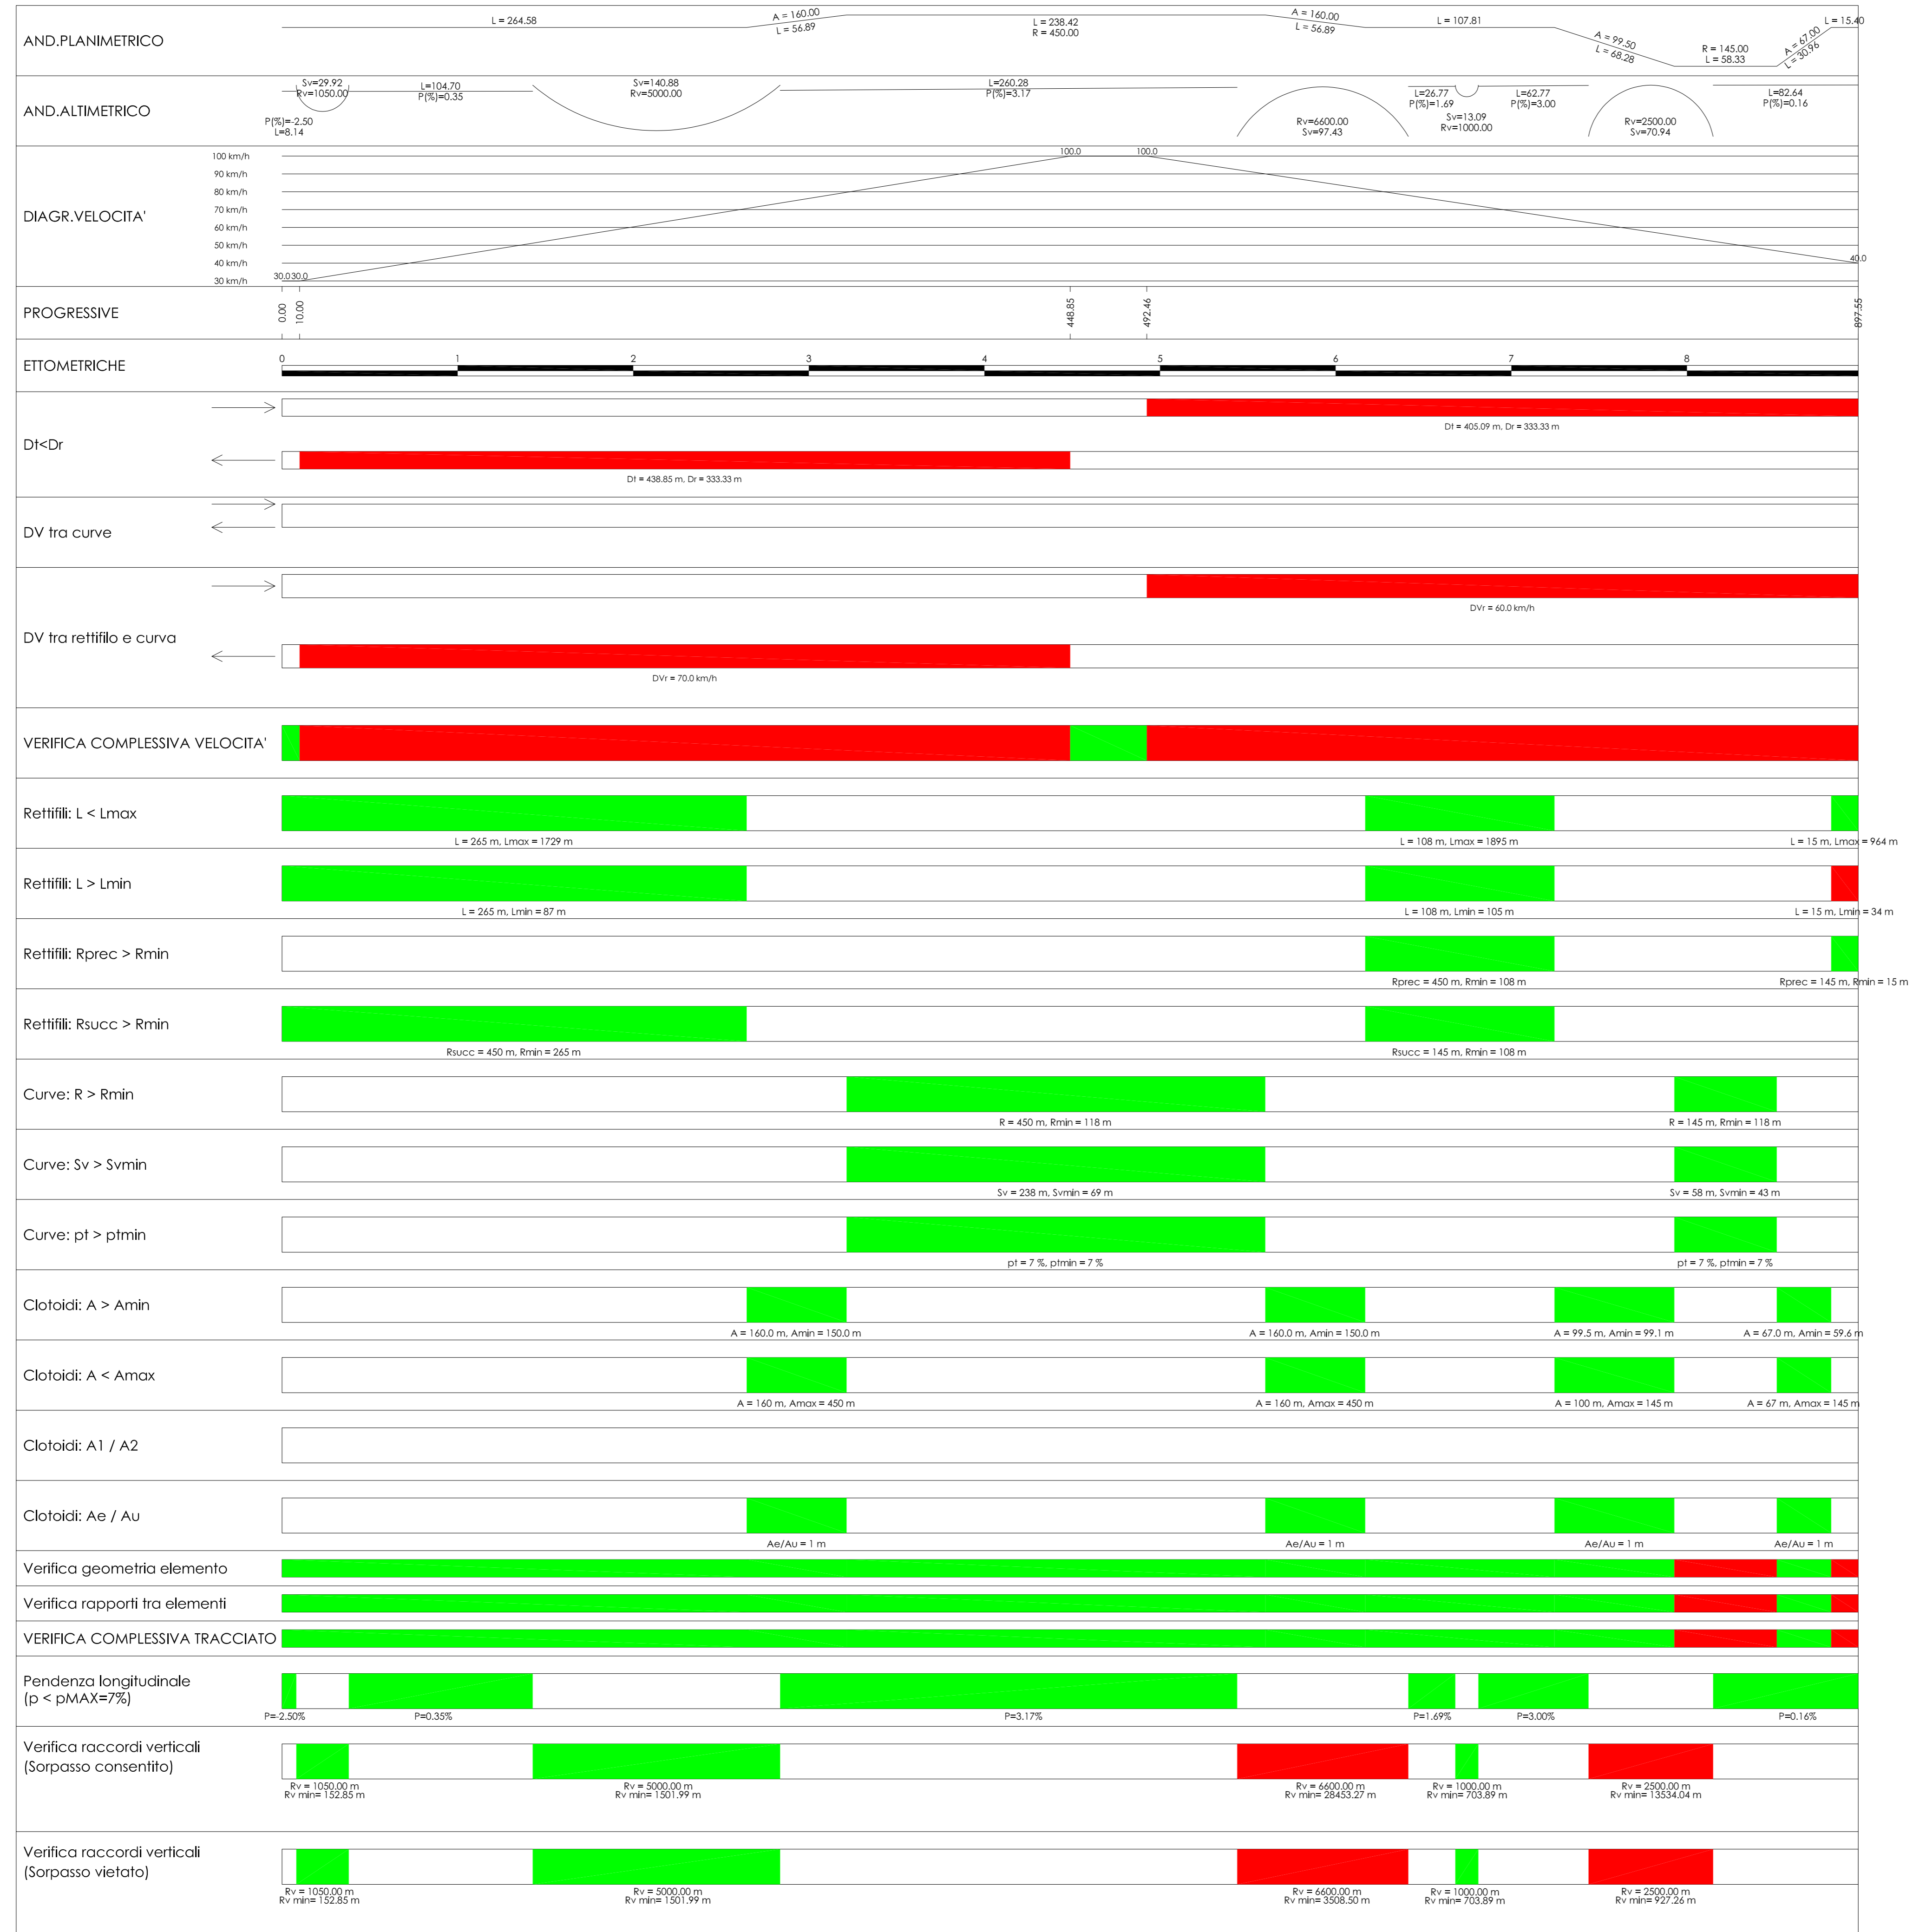 AND.PLANIMETRICO
L = 264.58
A = 160.00
L = 56.89
L = 238.42
R = 450.00
A = 160.00
L = 56.89
L = 107.81
A = 99.50
L = 68.28
R = 145.00
L = 58.33
A = 67.00
L = 30.96
L = 15.40
AND.ALTIMETRICO
P(%)=-2.50
L=8.14
Sv=29.92
Rv=1050.00
L=104.70
P(%)=0.35
Sv=140.88
Rv=5000.00
L=260.28
P(%)=3.17
Rv=6600.00
Sv=97.43
L=26.77
P(%)=1.69
Sv=13.09
Rv=1000.00
L=62.77
P(%)=3.00
Rv=2500.00
Sv=70.94
L=82.64
P(%)=0.16
DIAGR.VELOCITA'
100 km/h
90 km/h
80 km/h
70 km/h
60 km/h
50 km/h
40 km/h
30 km/h
30.0 30.0
100.0
100.0
40.0
PROGRESSIVE
0.00
10.00
448.85
492.46
897.55
ETTOMETRICHE
0 1 2 3 4 5 6 7 8
Dt<Dr
Dt = 405.09 m, Dr = 333.33 m
Dt = 438.85 m, Dr = 333.33 m
DV tra curve
DV tra rettifilo e curva
DVr = 60.0 km/h
DVr = 70.0 km/h
VERIFICA COMPLESSIVA VELOCITA'
Rettifili: L < Lmax
L = 265 m, Lmax = 1729 m
L = 108 m, Lmax = 1895 m
L = 15 m, Lmax = 964 m
Rettifili: L > Lmin
L = 265 m, Lmin = 87 m
L = 108 m, Lmin = 105 m
L = 15 m, Lmin = 34 m
Rettifili: Rprec > Rmin
Rprec = 450 m, Rmin = 108 m
Rprec = 145 m, Rmin = 15 m
Rettifili: Rsucc > Rmin
Rsucc = 450 m, Rmin = 265 m
Rsucc = 145 m, Rmin = 108 m
Curve: R > Rmin
R = 450 m, Rmin = 118 m
R = 145 m, Rmin = 118 m
Curve: Sv > Svmin
Sv = 238 m, Svmin = 69 m
Sv = 58 m, Svmin = 43 m
Curve: pt > ptmin
pt = 7 %, ptmin = 7 %
pt = 7 %, ptmin = 7 %
Clotoidi: A > Amin
A = 160.0 m, Amin = 150.0 m
A = 160.0 m, Amin = 150.0 m
A = 99.5 m, Amin = 99.1 m
A = 67.0 m, Amin = 59.6 m
Clotoidi: A < Amax
A = 160 m, Amax = 450 m
A = 160 m, Amax = 450 m
A = 100 m, Amax = 145 m
A = 67 m, Amax = 145 m
Clotoidi: A1 / A2
Clotoidi: Ae / Au
Ae/Au = 1 m
Ae/Au = 1 m
Ae/Au = 1 m
Ae/Au = 1 m
Verifica geometria elemento
Verifica rapporti tra elementi
VERIFICA COMPLESSIVA TRACCIATO
Pendenza longitudinale
(p < pMAX=7%)
P=-2.50%
P=0.35%
P=3.17%
P=1.69%
P=3.00%
P=0.16%
Verifica raccordi verticali
(Sorpasso consentito)
Rv = 1050.00 m
Rv min= 152.85 m
Rv = 5000.00 m
Rv min= 1501.99 m
Rv = 6600.00 m
Rv min= 28453.27 m
Rv = 1000.00 m
Rv min= 703.89 m
Rv = 2500.00 m
Rv min= 13534.04 m
Verifica raccordi verticali
(Sorpasso vietato)
Rv = 1050.00 m
Rv min= 152.85 m
Rv = 5000.00 m
Rv min= 1501.99 m
Rv = 6600.00 m
Rv min= 3508.50 m
Rv = 1000.00 m
Rv min= 703.89 m
Rv = 2500.00 m
Rv min= 927.26 m